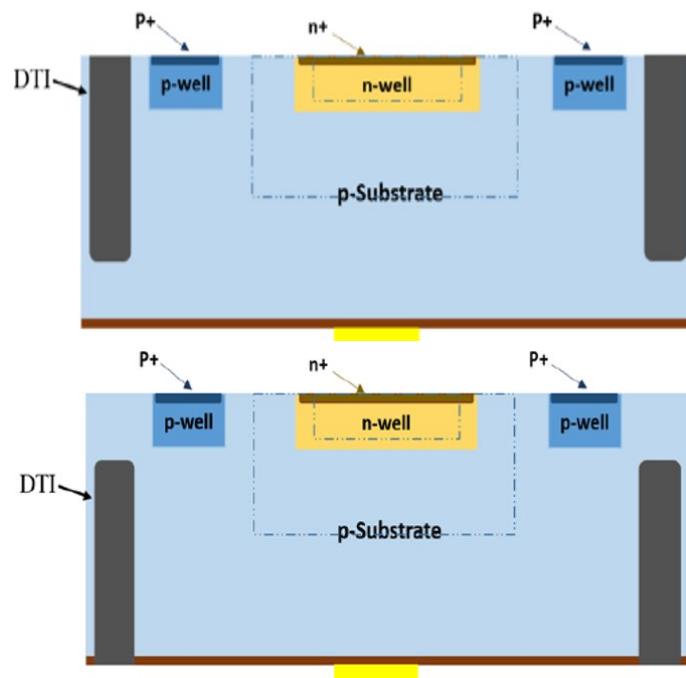 P+ n+ P+
DTI
p-well n-well p-well
p-Substrate
P+ n+ P+
p-well n-well p-well
DTI
p-Substrate